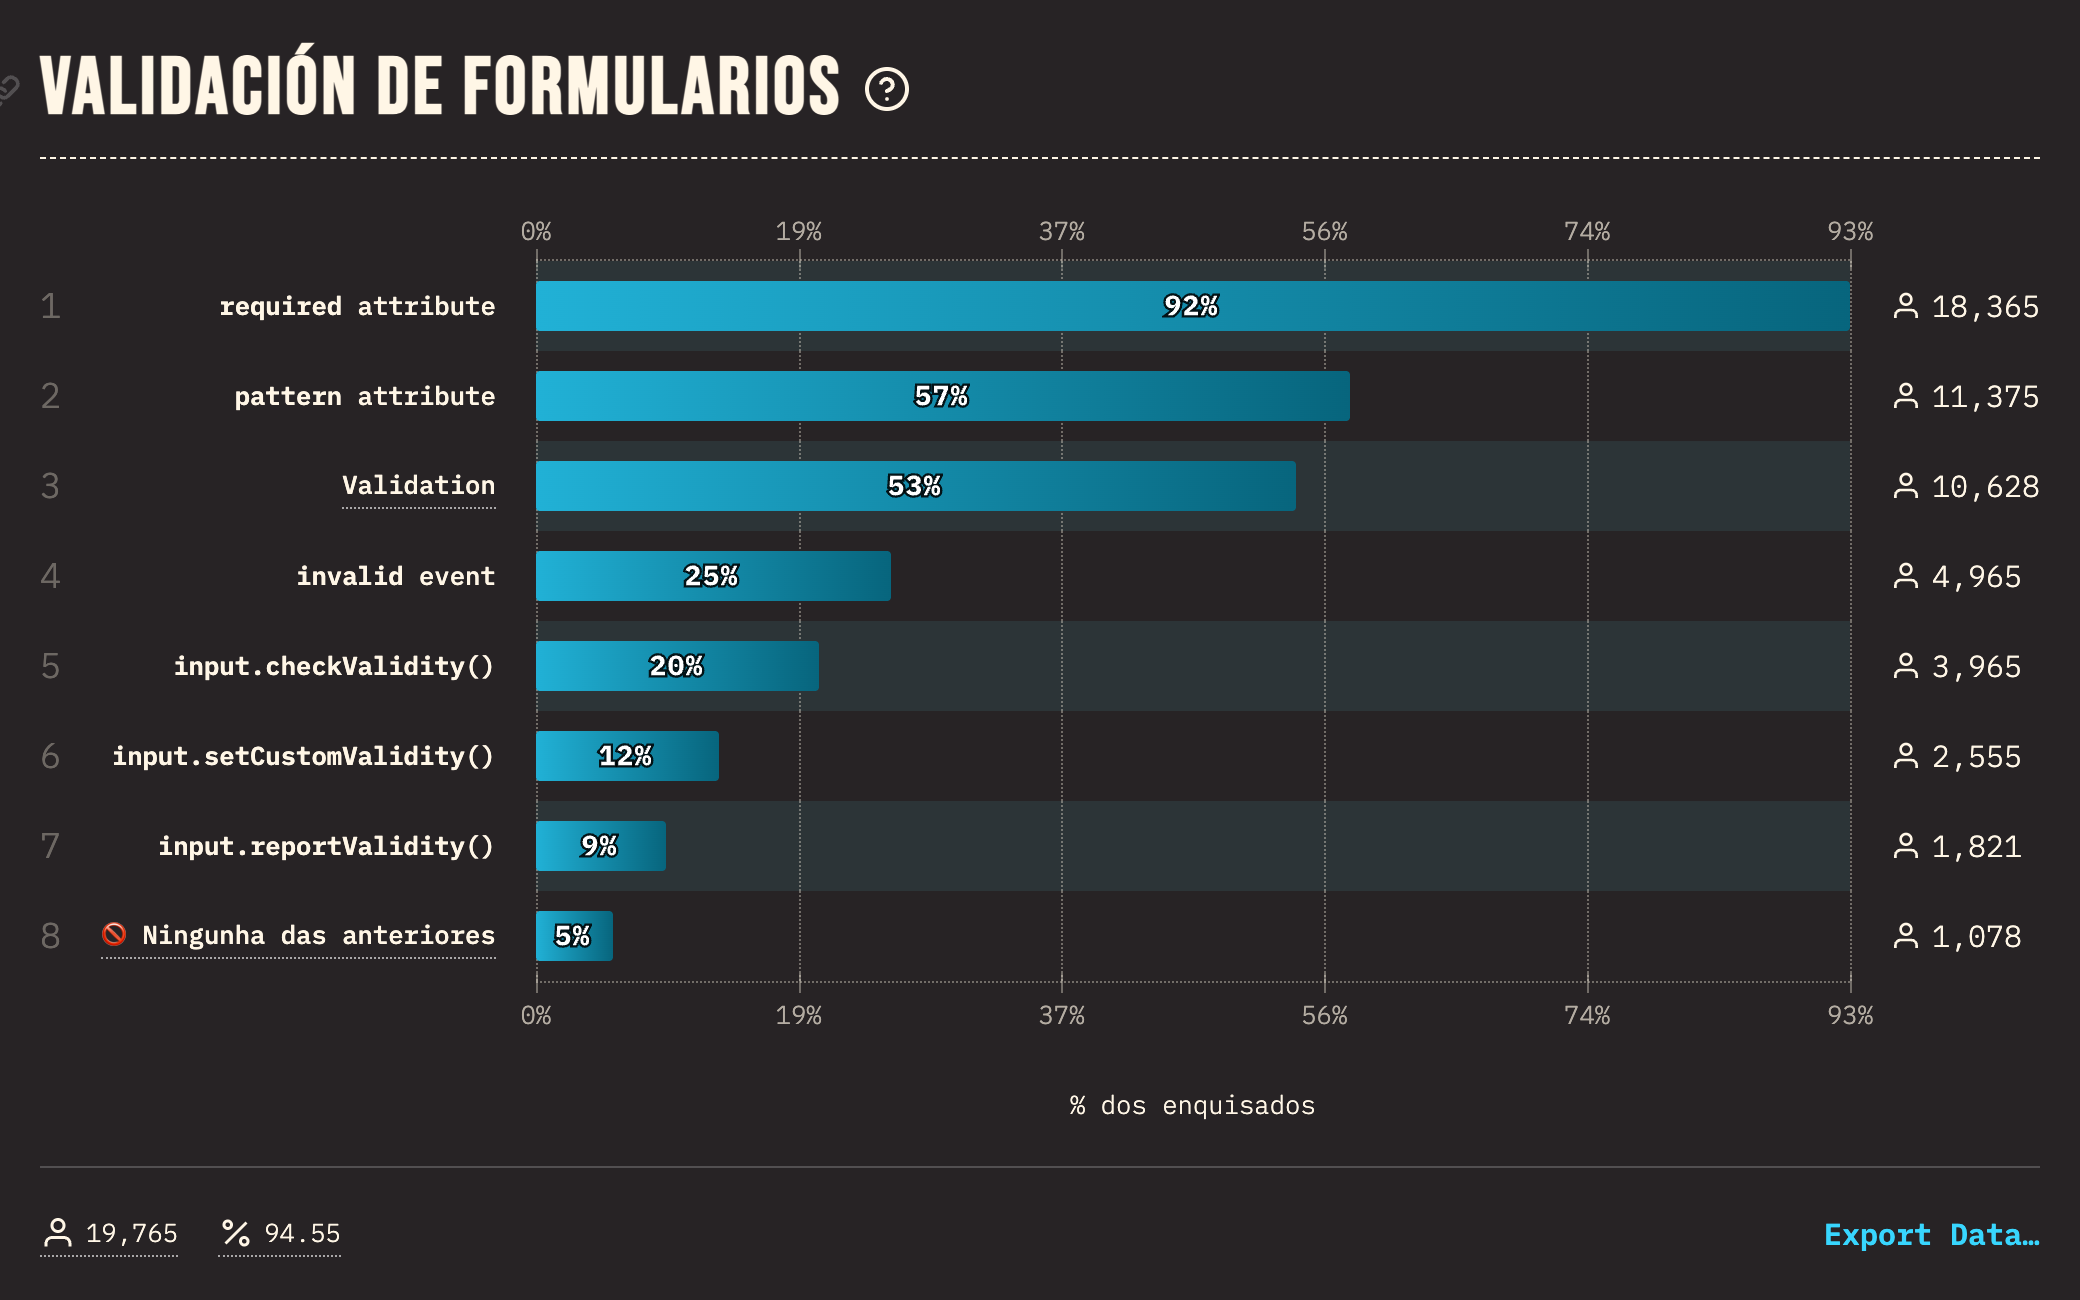 VALIDACIÓN DE FORMULARIOS ?
0% 19% 37% 56% 74% 93%
1 required attribute 92% 18,365
2 pattern attribute 57% 11,375
3 Validation 53% 10,628
4 invalid event 25% 4,965
5 input.checkValidity() 20% 3,965
6 input.setCustomValidity() 12% 2,555
7 input.reportValidity() 9% 1,821
8 🚫 Ningunha das anteriores 5% 1,078
0% 19% 37% 56% 74% 93%
% dos enquisados
19,765 % 94.55 Export Data…